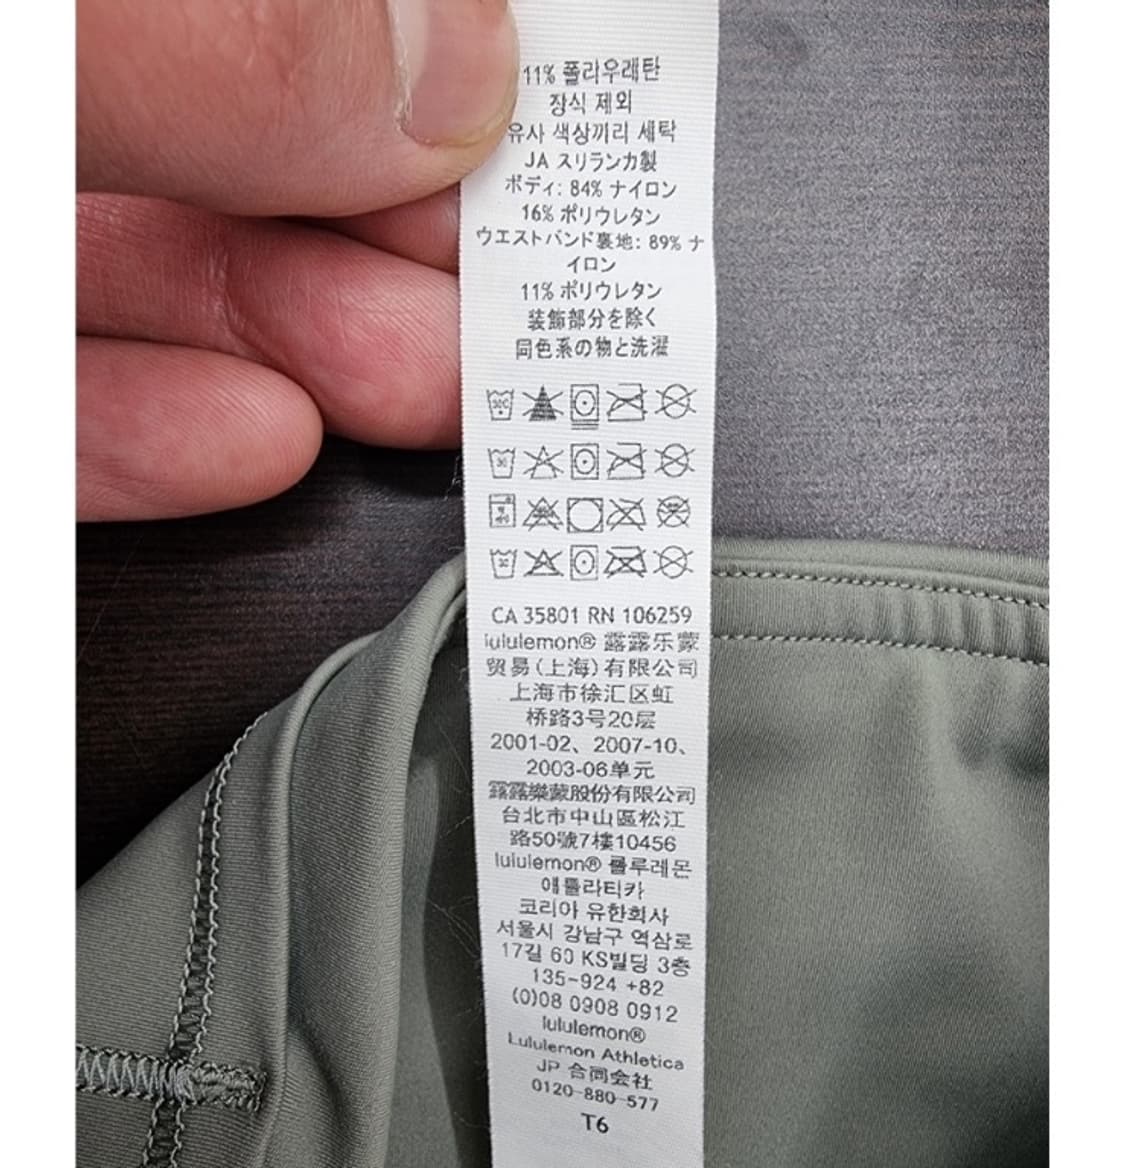 11% 폴라우래탄
장식 제외
유사 색상끼리 세탁
JA スリランカ製
ボディ: 84% ナイロン
16% ポリウレタン
ウエストバンド裏地: 89% ナ
イロン
11% ポリウレタン
装飾部分を除く
同色系の物と洗濯
30C
30
30
CA 35801 RN 106259
lululemon® 露露乐蒙
贸易(上海)有限公司
上海市徐汇区虹
桥路3号20层
2001-02、2007-10、
2003-06单元
露露樂蒙股份有限公司
台北市中山區松江
路50號7樓10456
lululemon® 룰루레몬
애틀라티카
코리아 유한회사
서울시 강남구 역삼로
17길 60 KS빌딩 3층
135-924 +82
(0)08 0908 0912
lululemon®
Lululemon Athletica
JP 合同会社
0120-880-577
T6